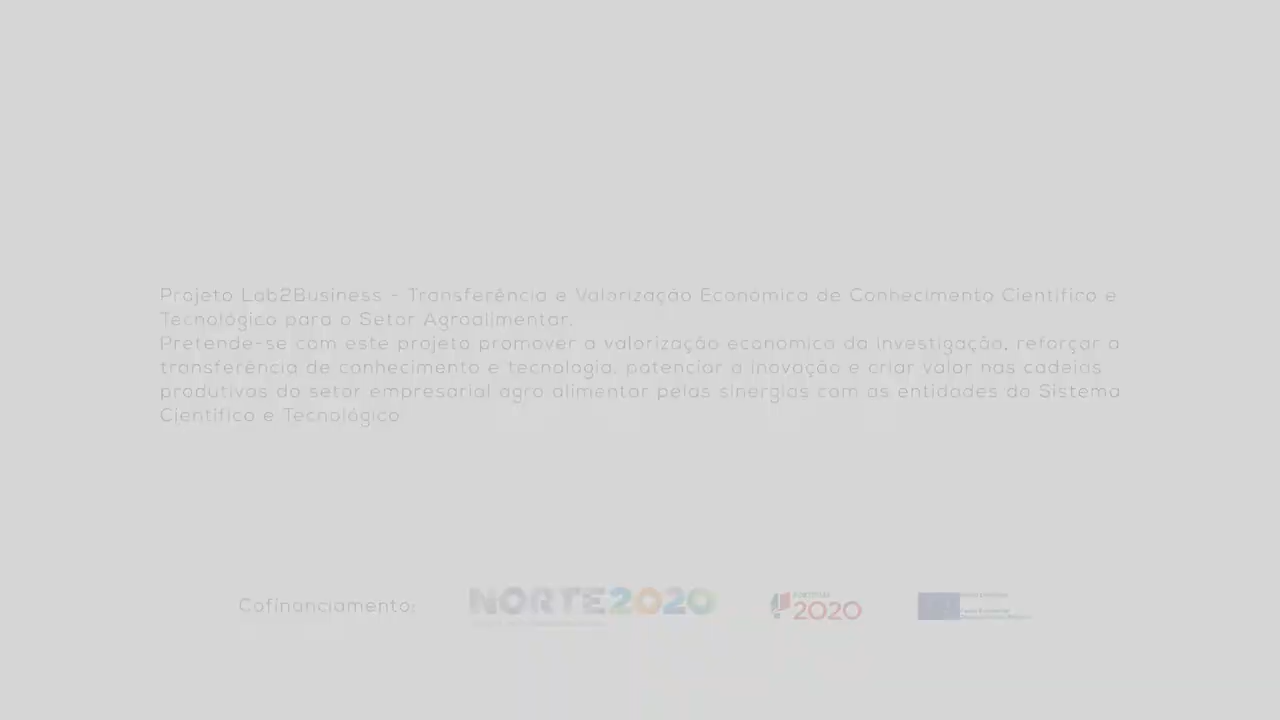 Projeto Lab2Business - Transferência e Valorização Económica de Conhecimento Científico e
Tecnológico para o Setor Agroalimentar.
Pretende-se com este projeto promover a valorização económica da investigação, reforçar a
transferência de conhecimento e tecnologia, potenciar a inovação e criar valor nas cadeias
produtivas do setor empresarial agro alimentar pelas sinergias com as entidades do Sistema
Científico e Tecnológico
Cofinanciamento:
NORTE2020
PORTUGAL
2020